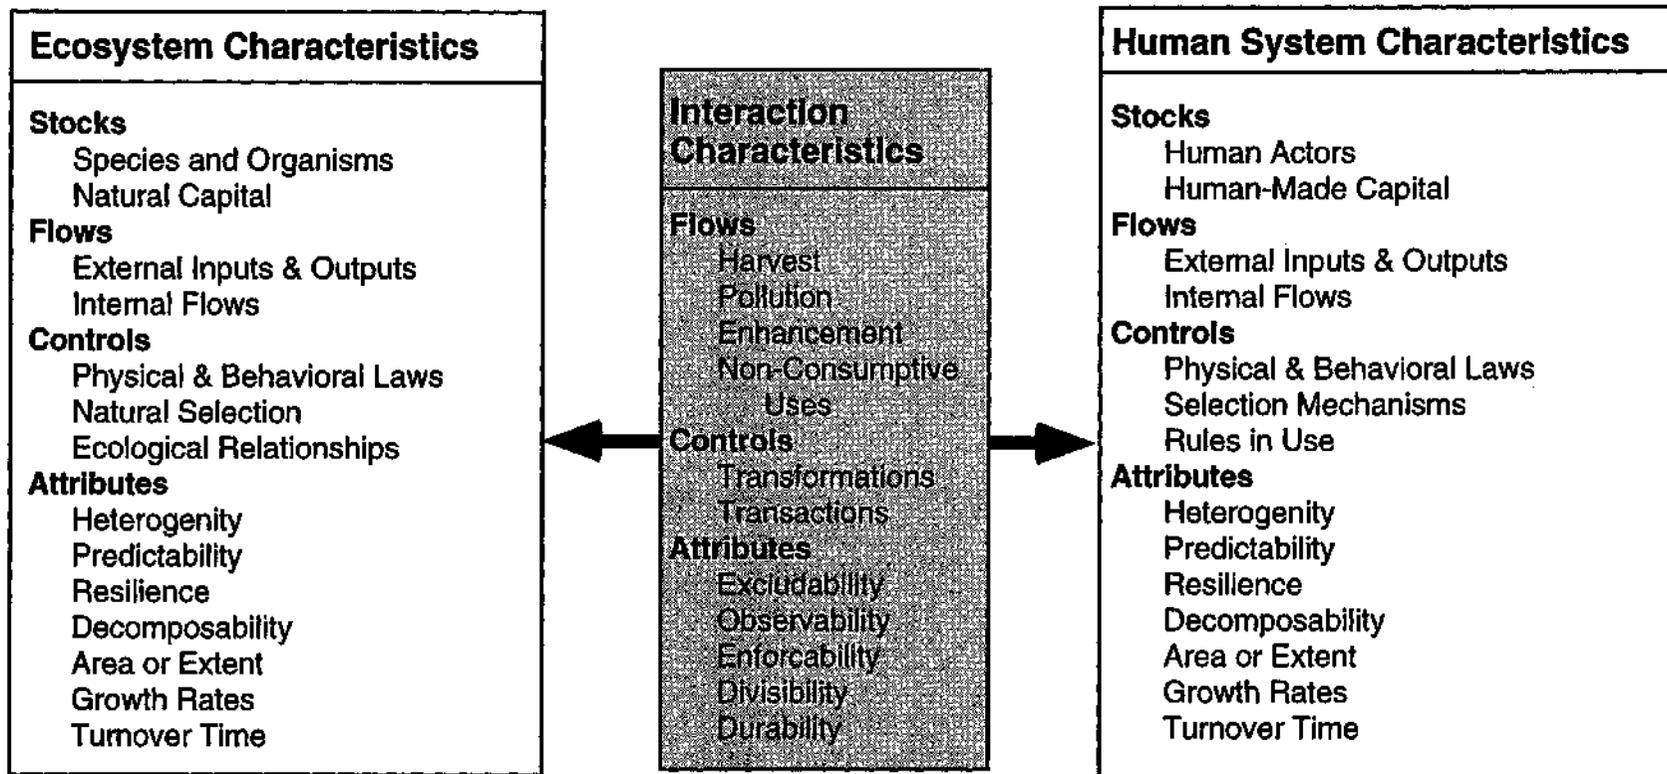 Ecosystem Characteristics
Stocks
Species and Organisms
Natural Capital
Flows
External Inputs & Outputs
Internal Flows
Controls
Physical & Behavioral Laws
Natural Selection
Ecological Relationships
Attributes
Heterogenity
Predictability
Resilience
Decomposability
Area or Extent
Growth Rates
Turnover Time
Interaction
Characteristics
Flows
Harvest
Pollution
Enhancement
Non-Consumptive
Uses
Controls
Transformations
Transactions
Attributes
Excludability
Observability
Enforcability
Divisibility
Durability
Human System Characteristics
Stocks
Human Actors
Human-Made Capital
Flows
External Inputs & Outputs
Internal Flows
Controls
Physical & Behavioral Laws
Selection Mechanisms
Rules in Use
Attributes
Heterogenity
Predictability
Resilience
Decomposability
Area or Extent
Growth Rates
Turnover Time